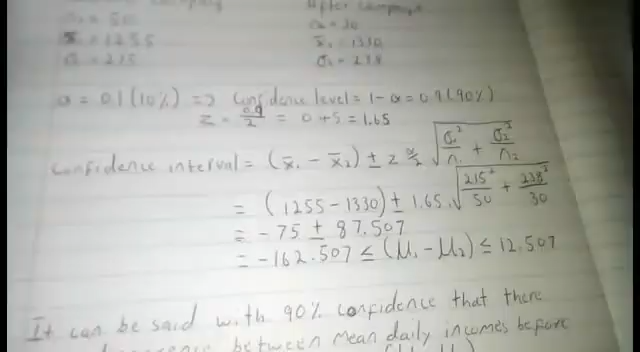 After campaign
n₁ = 50
n₂ = 30
x̄₁ = 1255
x̄₂ = 1330
σ₁ = 215
σ₂ = 238
α = 0.1 (10%) => Confidence level = 1 - α = 0.9 (90%)
z = 0.9/2 = 0.45 = 1.65
Confidence interval = (x̄₁ - x̄₂) ± z α/2 √(σ₁²/n₁ + σ₂²/n₂)
= (1255 - 1330) ± 1.65 √(215²/50 + 238²/30)
= -75 ± 87.507
= -162.507 ≤ (μ₁ - μ₂) ≤ 12.507
It can be said with 90% confidence that there
between mean daily incomes before